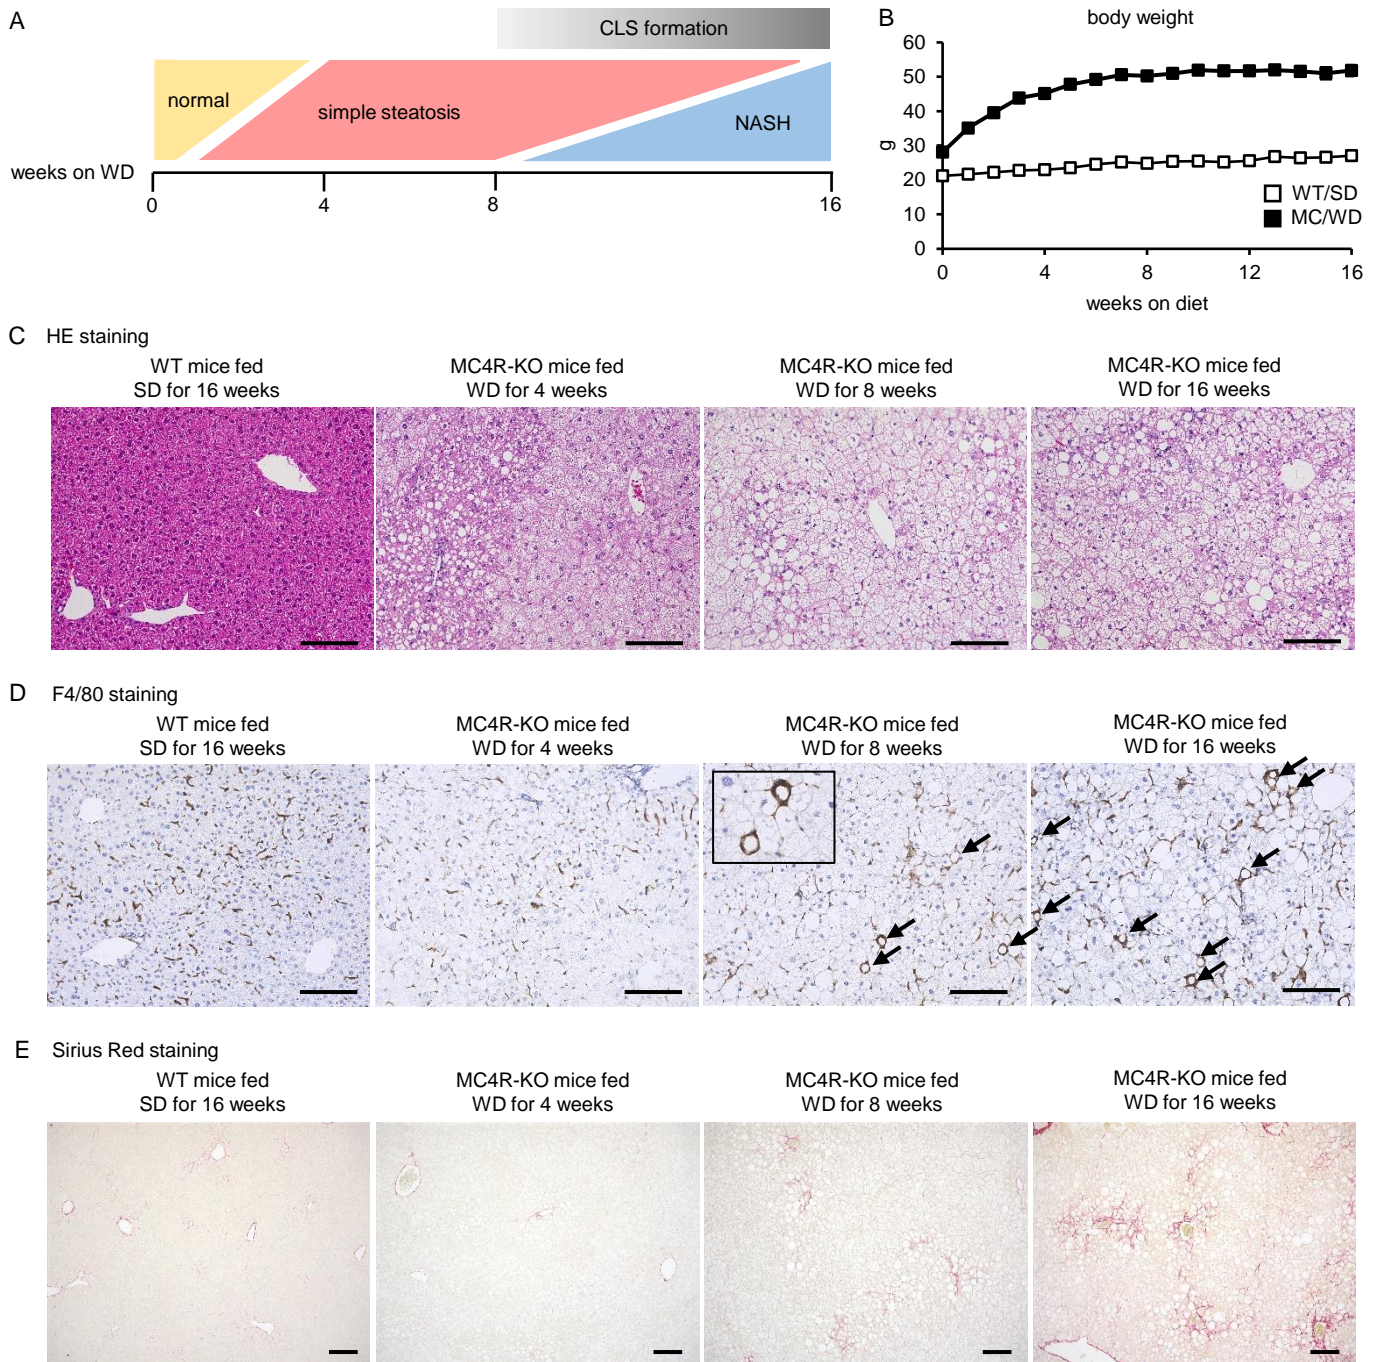 A
CLS formation
normal
simple steatosis
NASH
weeks on WD
0 4 8 16
B
body weight
60
50
40
30
20
10
0
g
WT/SD
MC/WD
0 4 8 12 16
weeks on diet
C HE staining
WT mice fed
SD for 16 weeks
MC4R-KO mice fed
WD for 4 weeks
MC4R-KO mice fed
WD for 8 weeks
MC4R-KO mice fed
WD for 16 weeks
D F4/80 staining
WT mice fed
SD for 16 weeks
MC4R-KO mice fed
WD for 4 weeks
MC4R-KO mice fed
WD for 8 weeks
MC4R-KO mice fed
WD for 16 weeks
E Sirius Red staining
WT mice fed
SD for 16 weeks
MC4R-KO mice fed
WD for 4 weeks
MC4R-KO mice fed
WD for 8 weeks
MC4R-KO mice fed
WD for 16 weeks